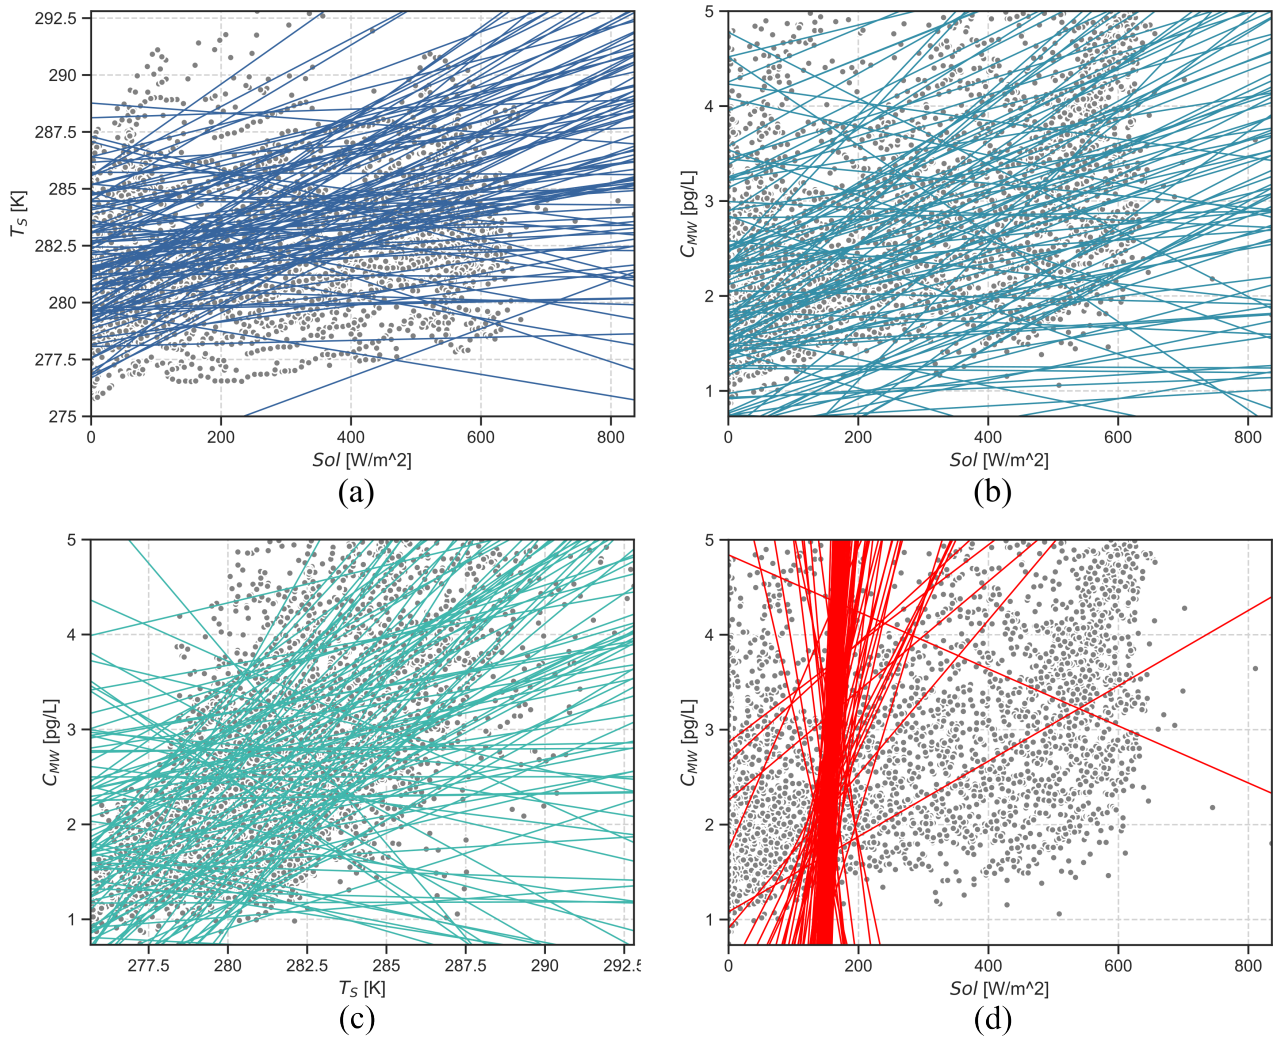 292.5
290
287.5
285
282.5
280
277.5
275
T_S [K]
0 200 400 600 800
Sol [W/m^2]
(a)
5
4
3
2
1
C_MW [pg/L]
0 200 400 600 800
Sol [W/m^2]
(b)
5
4
3
2
1
C_MW [pg/L]
277.5 280 282.5 285 287.5 290 292.5
T_S [K]
(c)
5
4
3
2
1
C_MW [pg/L]
0 200 400 600 800
Sol [W/m^2]
(d)